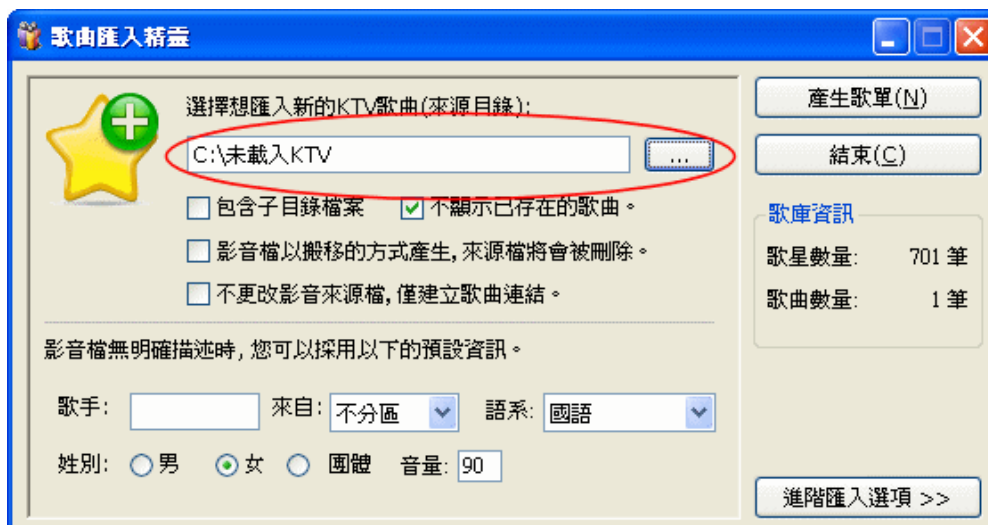 歌曲匯入精靈
選擇想匯入新的KTV歌曲(來源目錄):
C:\未載入KTV
...
包含子目錄檔案
不顯示已存在的歌曲。
影音檔以搬移的方式產生,來源檔將會被刪除。
不更改影音來源檔,僅建立歌曲連結。
影音檔無明確描述時,您可以採用以下的預設資訊。
歌手: 來自: 不分區 語系: 國語
姓別: 男 女 團體 音量: 90
產生歌單(N)
結束(C)
歌庫資訊
歌星數量: 701 筆
歌曲數量: 1 筆
進階匯入選項 >>